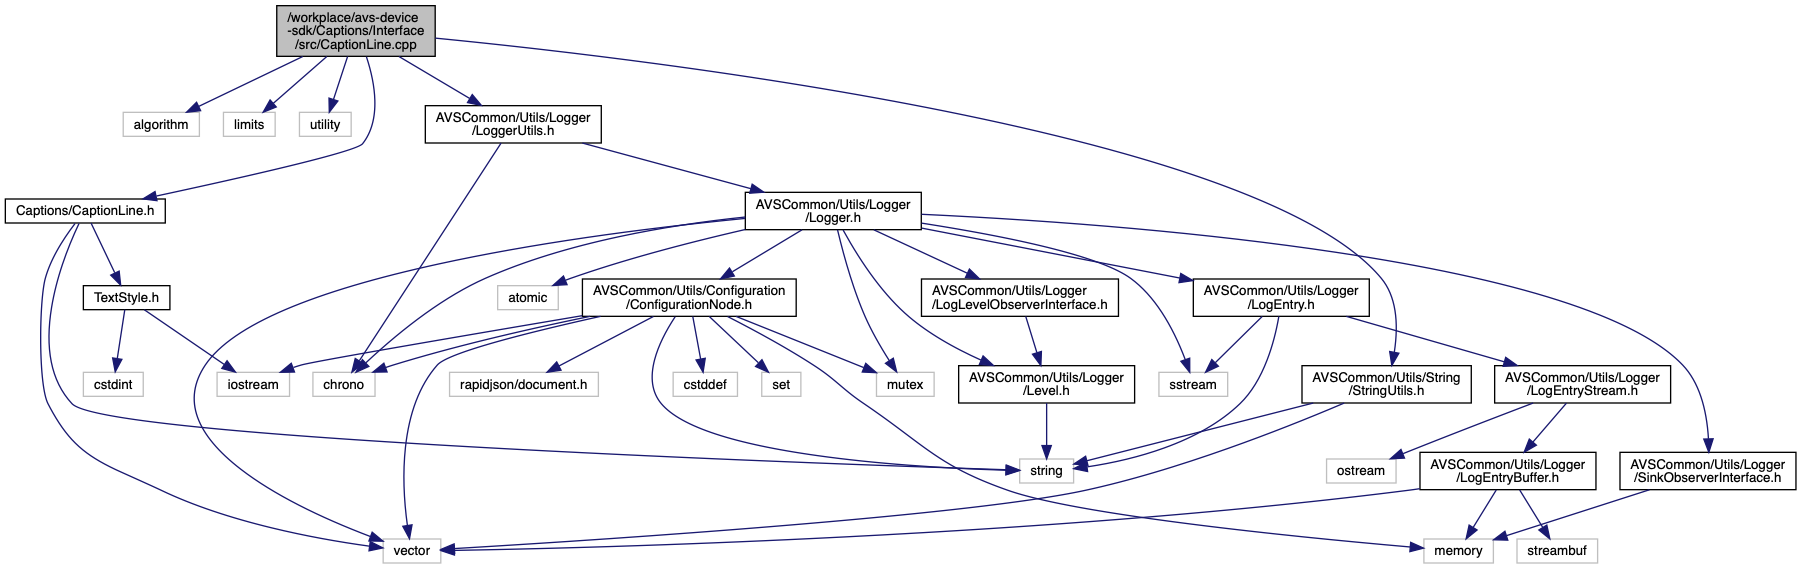 /workplace/avs-device
-sdk/Captions/Interface
/src/CaptionLine.cpp
algorithm
limits
utility
AVSCommon/Utils/Logger
/LoggerUtils.h
Captions/CaptionLine.h
AVSCommon/Utils/Logger
/Logger.h
TextStyle.h
atomic
AVSCommon/Utils/Configuration
/ConfigurationNode.h
AVSCommon/Utils/Logger
/LogLevelObserverInterface.h
AVSCommon/Utils/Logger
/LogEntry.h
cstdint
iostream
chrono
rapidjson/document.h
cstddef
set
mutex
AVSCommon/Utils/Logger
/Level.h
sstream
AVSCommon/Utils/String
/StringUtils.h
AVSCommon/Utils/Logger
/LogEntryStream.h
string
ostream
AVSCommon/Utils/Logger
/LogEntryBuffer.h
AVSCommon/Utils/Logger
/SinkObserverInterface.h
vector
memory
streambuf